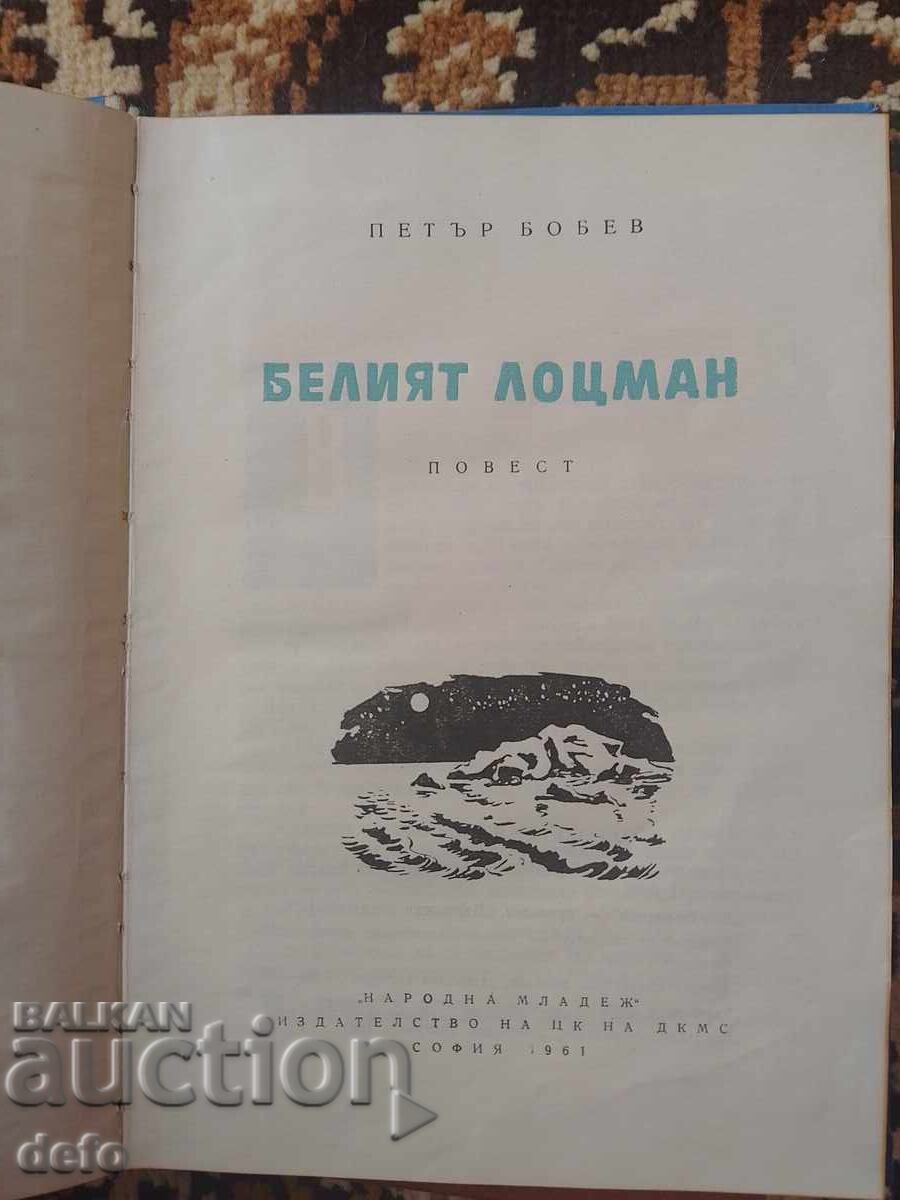 ПЕТЪР БОБЕВ
БЕЛИЯТ ЛОЦМАН
ПОВЕСТ
„НАРОДНА МЛАДЕЖ“
ИЗДАТЕЛСТВО НА ЦК НА ДКМС
СОФИЯ 1961
BALKAN
auction
defo